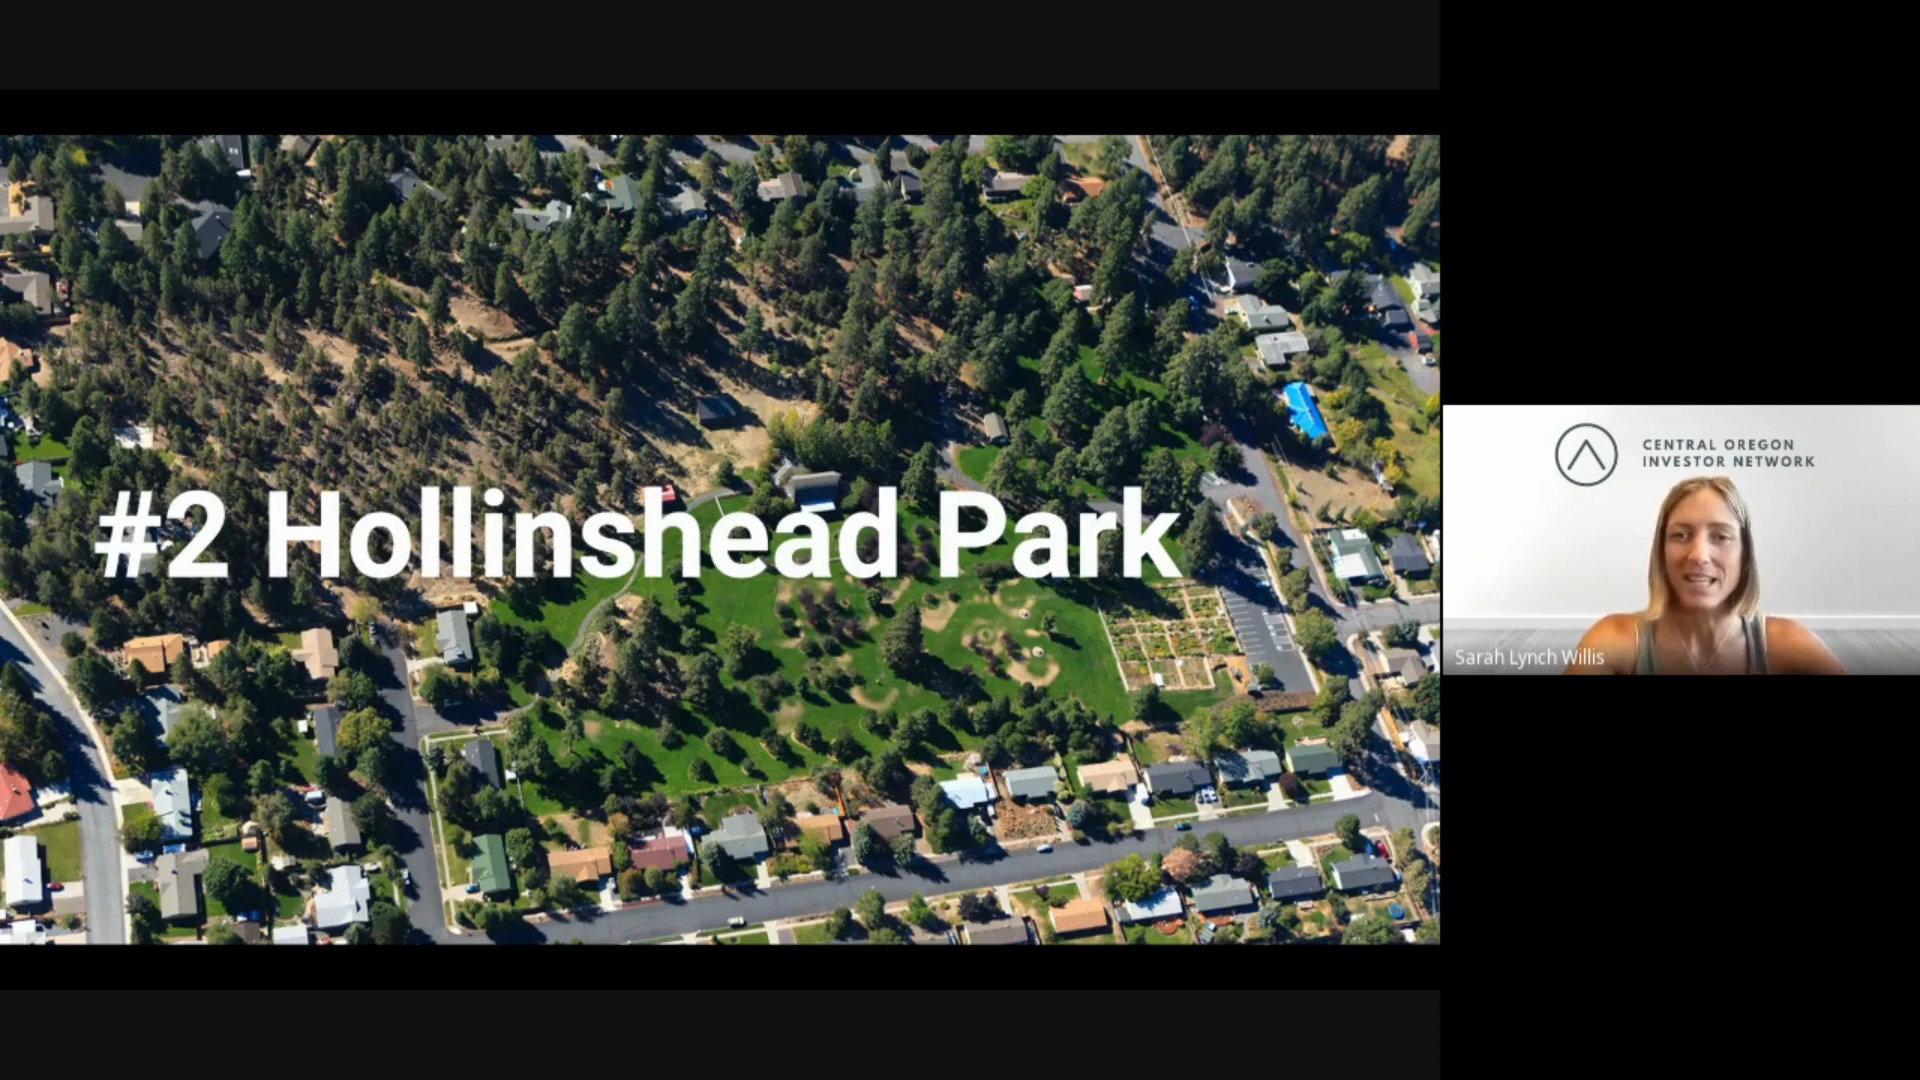 #2 Hollinshead Park
CENTRAL OREGON
INVESTOR NETWORK
Sarah Lynch Willis